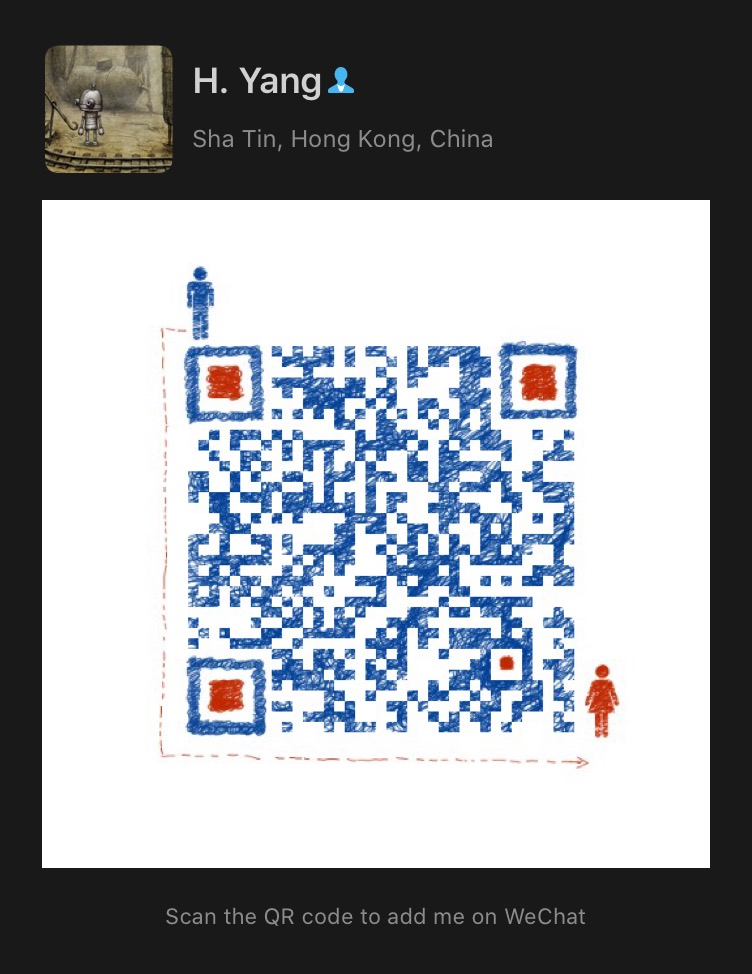 H. Yang
Sha Tin, Hong Kong, China
Scan the QR code to add me on WeChat